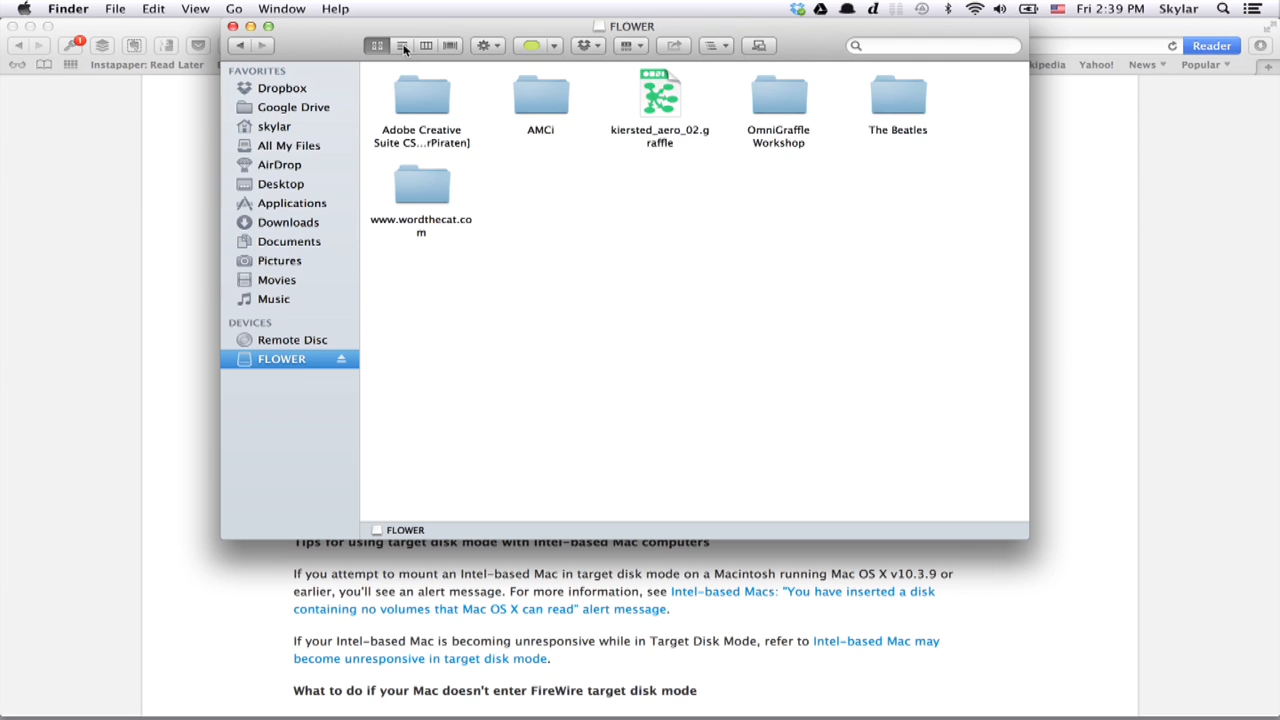 Finder File Edit View Go Window Help
d Fri 2:39 PM Skylar
FLOWER
1 Reader
Instapaper: Read Later
kipedia Yahoo! News Popular
FAVORITES
Dropbox
Google Drive
skylar
All My Files
AirDrop
Desktop
Applications
Downloads
Documents
Pictures
Movies
Music
DEVICES
Remote Disc
FLOWER
Adobe Creative
Suite CS...rPiraten]
AMCi
kiersted_aero_02.g
raffle
OmniGraffle
Workshop
The Beatles
www.wordthecat.co
m
FLOWER
Tips for using target disk mode with Intel-based Mac computers
If you attempt to mount an Intel-based Mac in target disk mode on a Macintosh running Mac OS X v10.3.9 or
earlier, you'll see an alert message. For more information, see Intel-based Macs: "You have inserted a disk
containing no volumes that Mac OS X can read" alert message.
If your Intel-based Mac is becoming unresponsive while in Target Disk Mode, refer to Intel-based Mac may
become unresponsive in target disk mode.
What to do if your Mac doesn't enter FireWire target disk mode